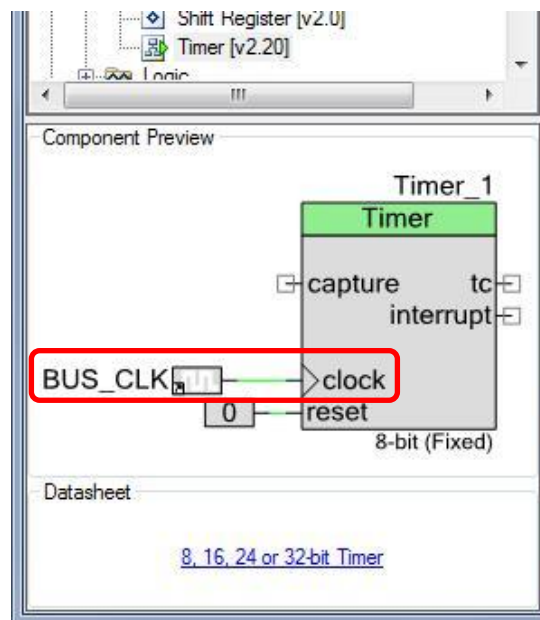 Shift Register [v2.0]
Timer [v2.20]
Logic
Component Preview
Timer_1
Timer
capture tc
interrupt
BUS_CLK clock
0 reset
8-bit (Fixed)
Datasheet
8, 16, 24 or 32-bit Timer